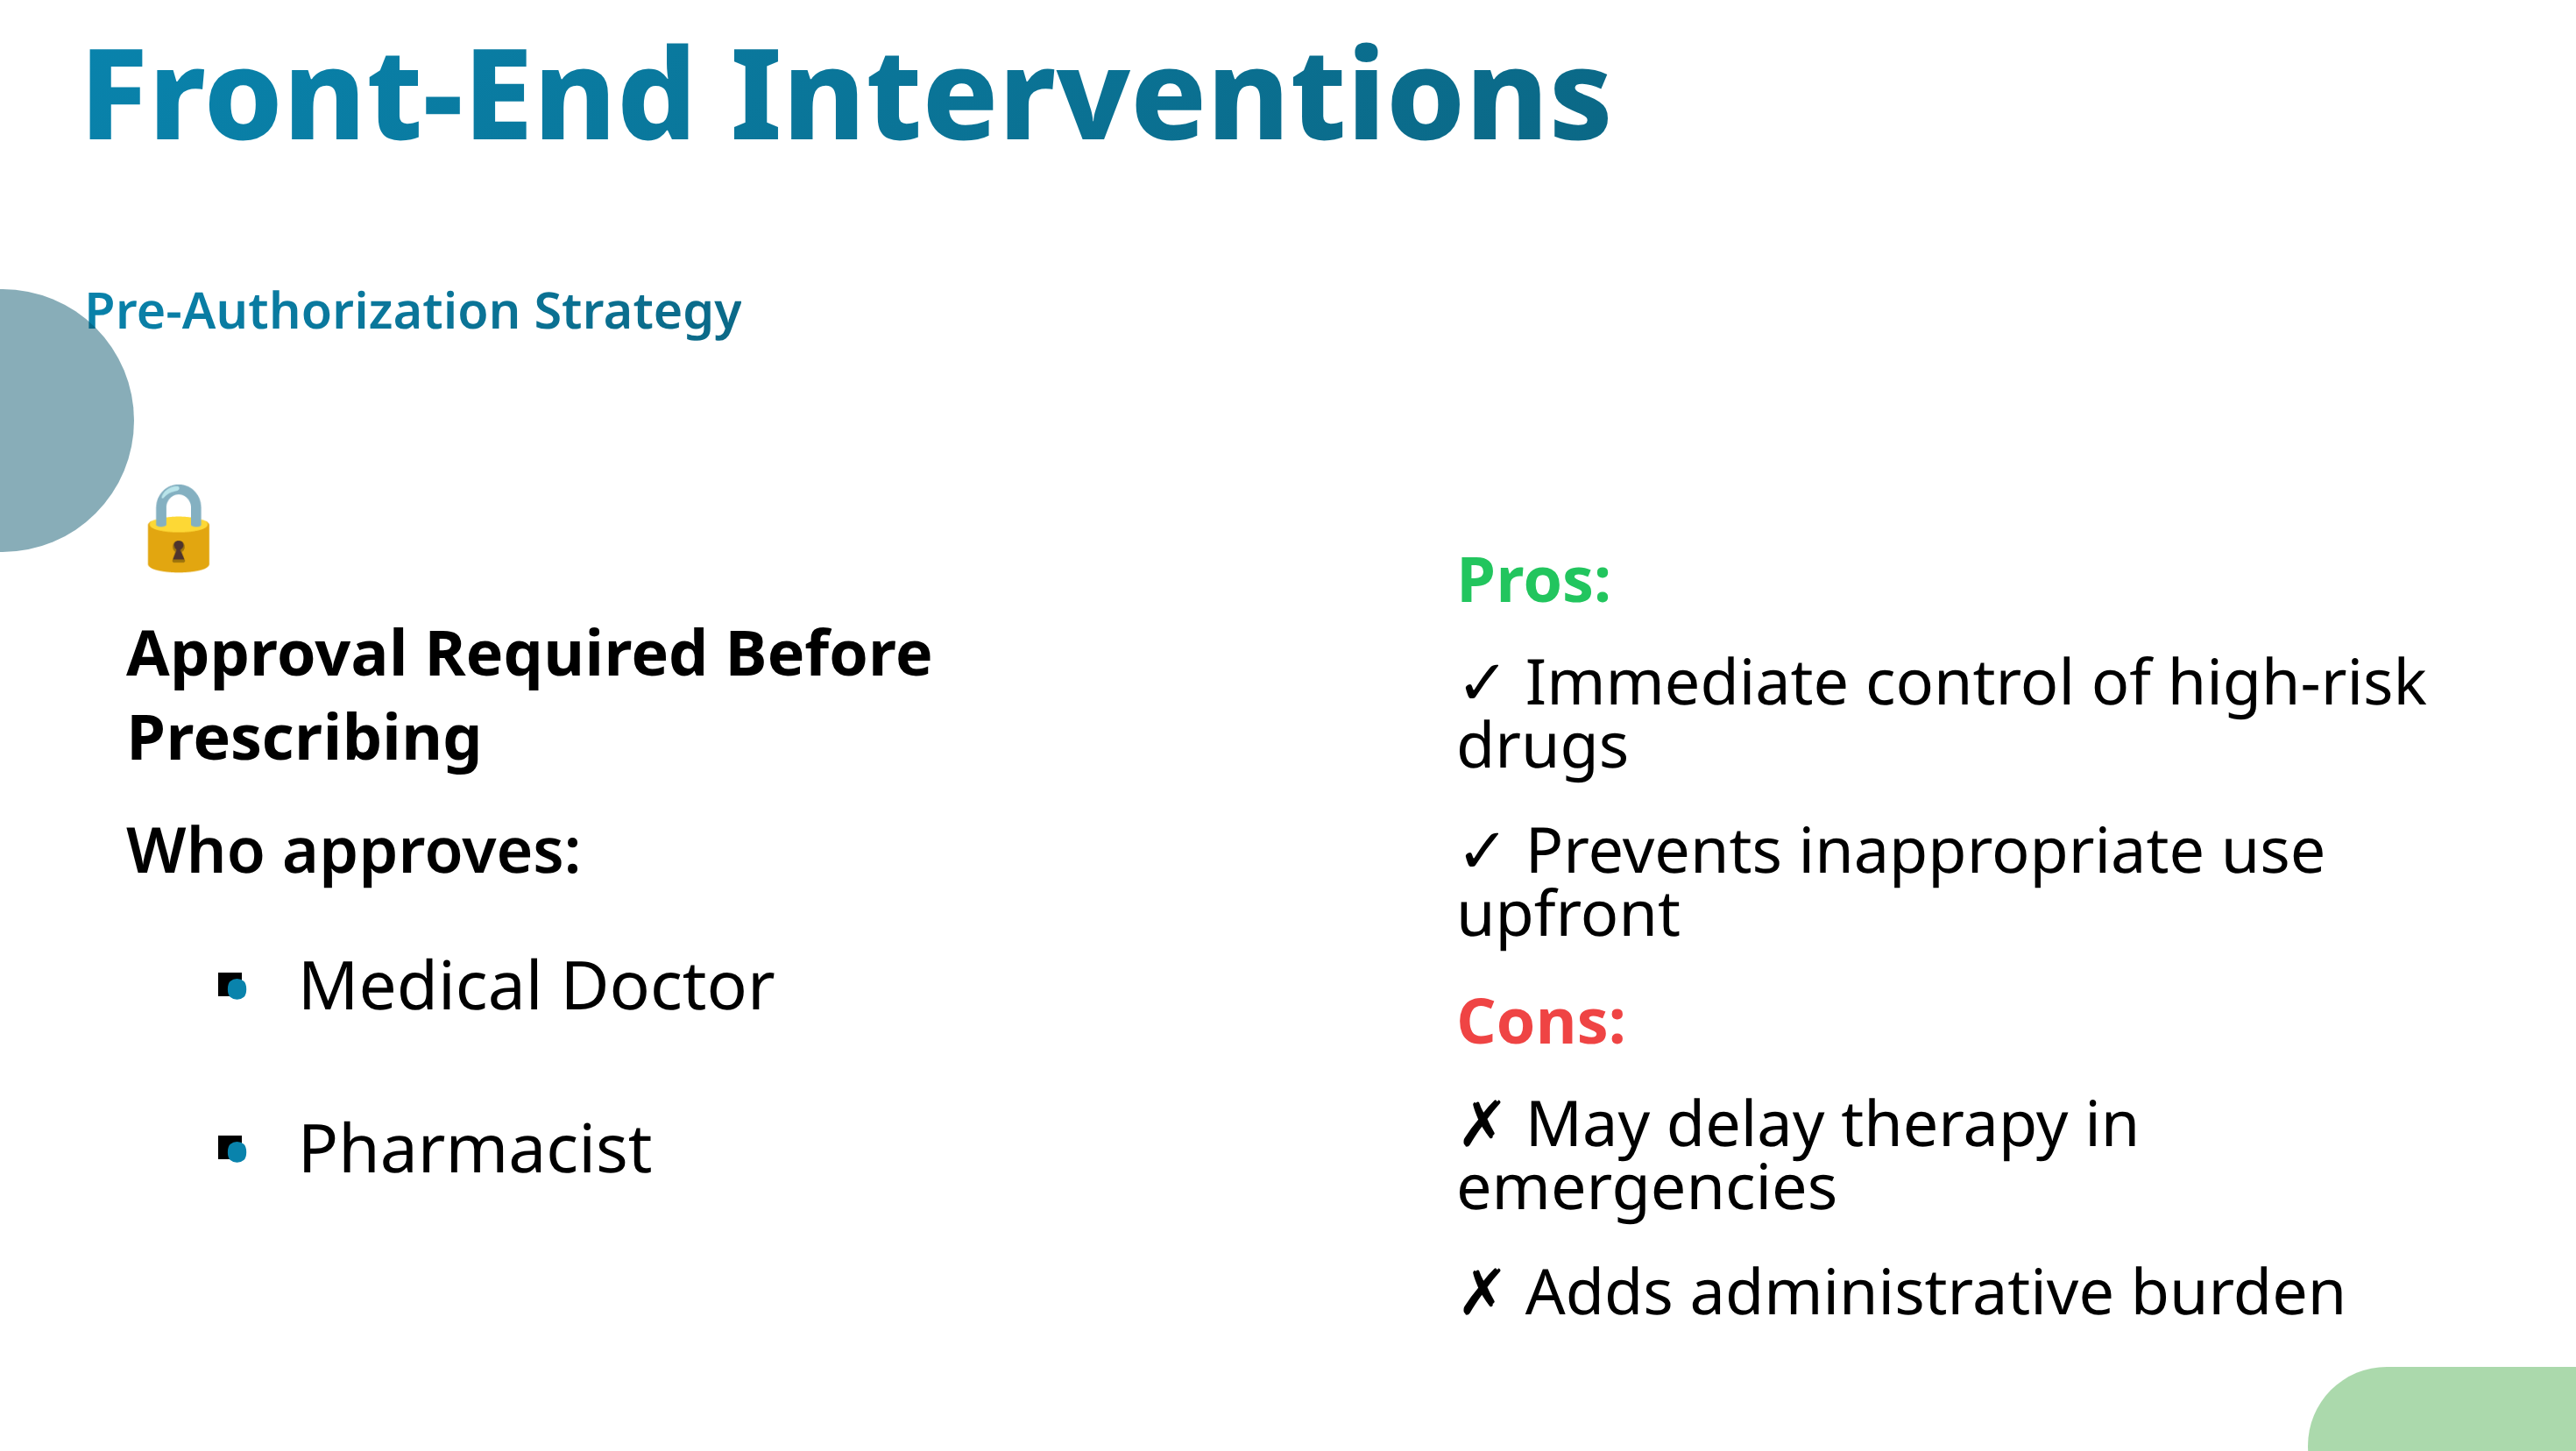 Front-End Interventions
Pre-Authorization Strategy
🔒
Approval Required Before
Prescribing
Who approves:
▪ Medical Doctor
▪ Pharmacist
Pros:
✓ Immediate control of high-risk
drugs
✓ Prevents inappropriate use
upfront
Cons:
✗ May delay therapy in
emergencies
✗ Adds administrative burden